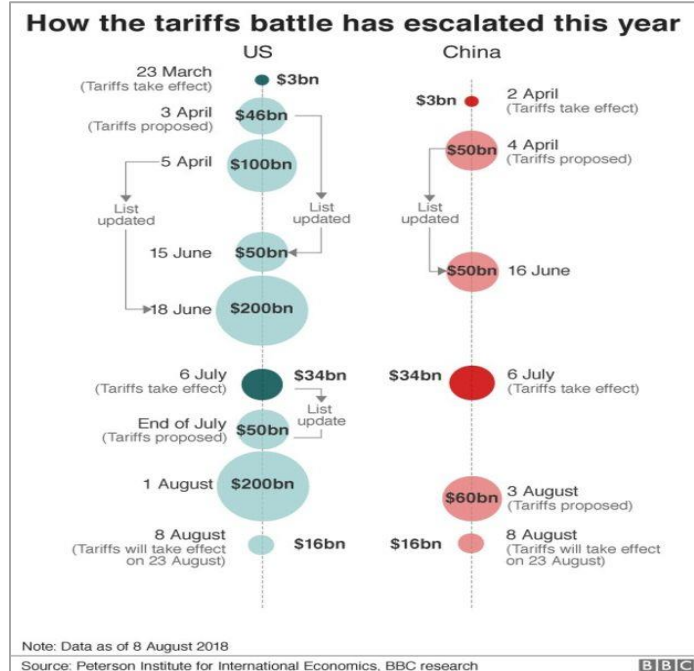 How the tariffs battle has escalated this year
US
China
23 March
(Tariffs take effect)
$3bn
2 April
(Tariffs take effect)
$3bn
3 April
(Tariffs proposed)
$46bn
4 April
(Tariffs proposed)
$50bn
5 April
$100bn
List
updated
List
updated
List
updated
15 June
$50bn
16 June
$50bn
18 June
$200bn
6 July
(Tariffs take effect)
$34bn
$34bn
6 July
(Tariffs take effect)
List
update
End of July
(Tariffs proposed)
$50bn
1 August
$200bn
$60bn
3 August
(Tariffs proposed)
8 August
(Tariffs will take effect
on 23 August)
$16bn
$16bn
8 August
(Tariffs will take effect
on 23 August)
Note: Data as of 8 August 2018
Source: Peterson Institute for International Economics, BBC research
BBC